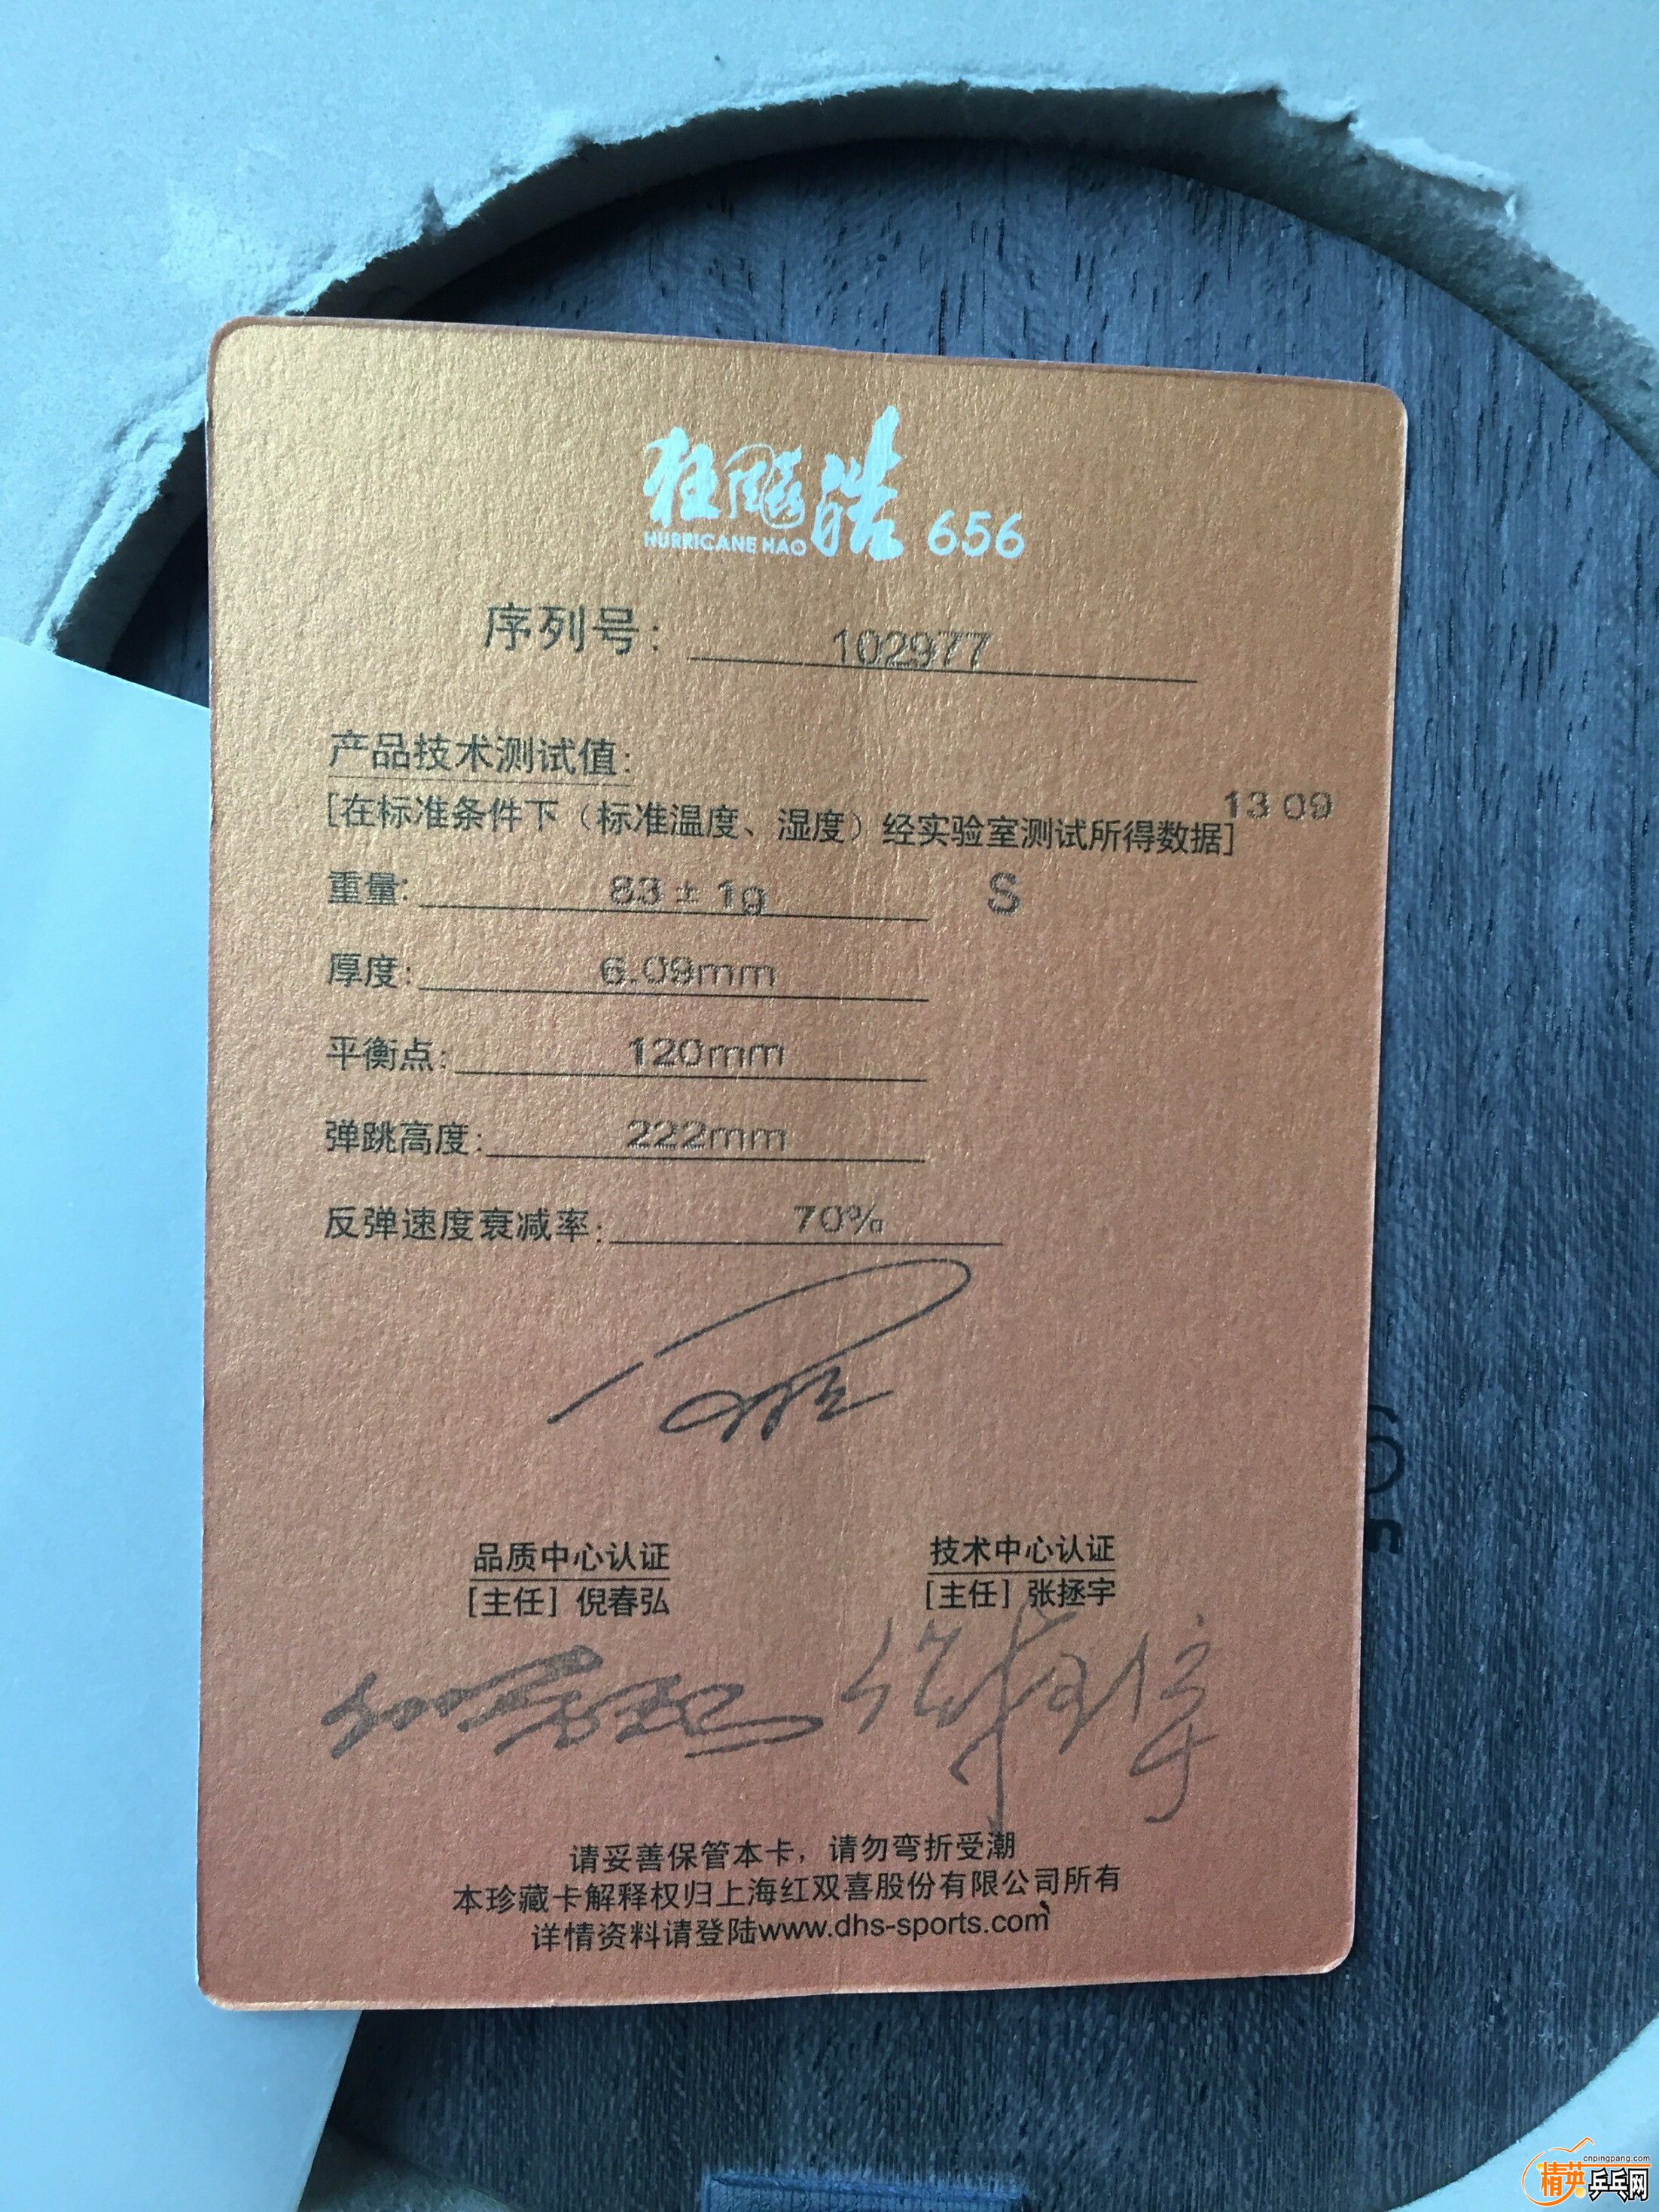 狂飚浩 656
HURRICANE HAO
序列号: 102977
产品技术测试值:
[在标准条件下（标准温度、湿度）经实验室测试所得数据] 13 09
重量: 83 ± 1g S
厚度: 6.09mm
平衡点: 120mm
弹跳高度: 222mm
反弹速度衰减率: 70%
品质中心认证 技术中心认证
[主任] 倪春弘 [主任] 张拯宇
请妥善保管本卡，请勿弯折受潮
本珍藏卡解释权归上海红双喜股份有限公司所有
详情资料请登陆www.dhs-sports.com
cnpingpang.com
精英乒乓网